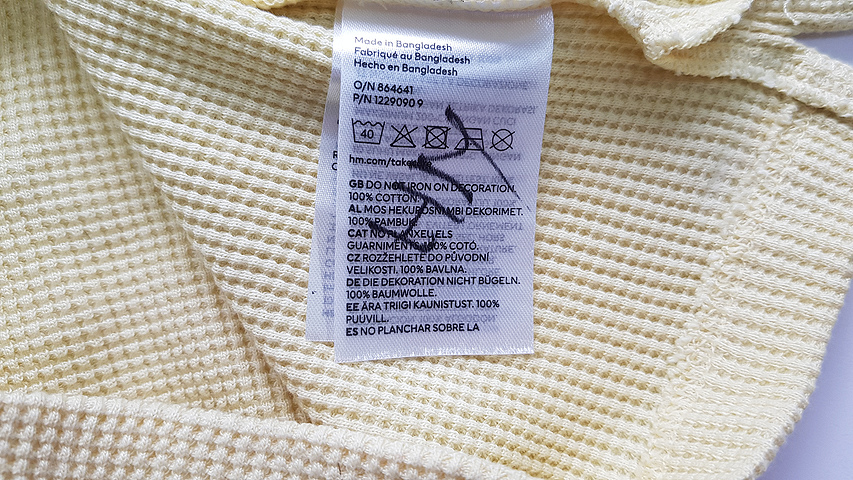 Made in Bangladesh
Fabriqué au Bangladesh
Hecho en Bangladesh
O/N 864641
P/N 1229090 9
40
hm.com/take
GB DO NOT IRON ON DECORATION.
100% COTTON.
AL MOS HEKUROSNI MBI DEKORIMET.
100% PAMBUK.
CAT NO PLANXEU ELS
GUARNIMENTS. 100% COTÓ.
CZ ROZŽEHLETE DO PŮVODNÍ
VELIKOSTI. 100% BAVLNA.
DE DIE DEKORATION NICHT BÜGELN.
100% BAUMWOLLE.
EE ÄRA TRIIGI KAUNISTUST. 100%
PUUVILL.
ES NO PLANCHAR SOBRE LA